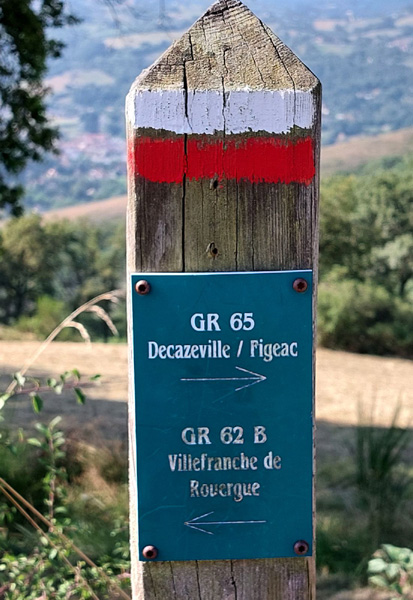 GR 65
Decazeville / Figeac
GR 62 B
Villefranche de
Rouergue